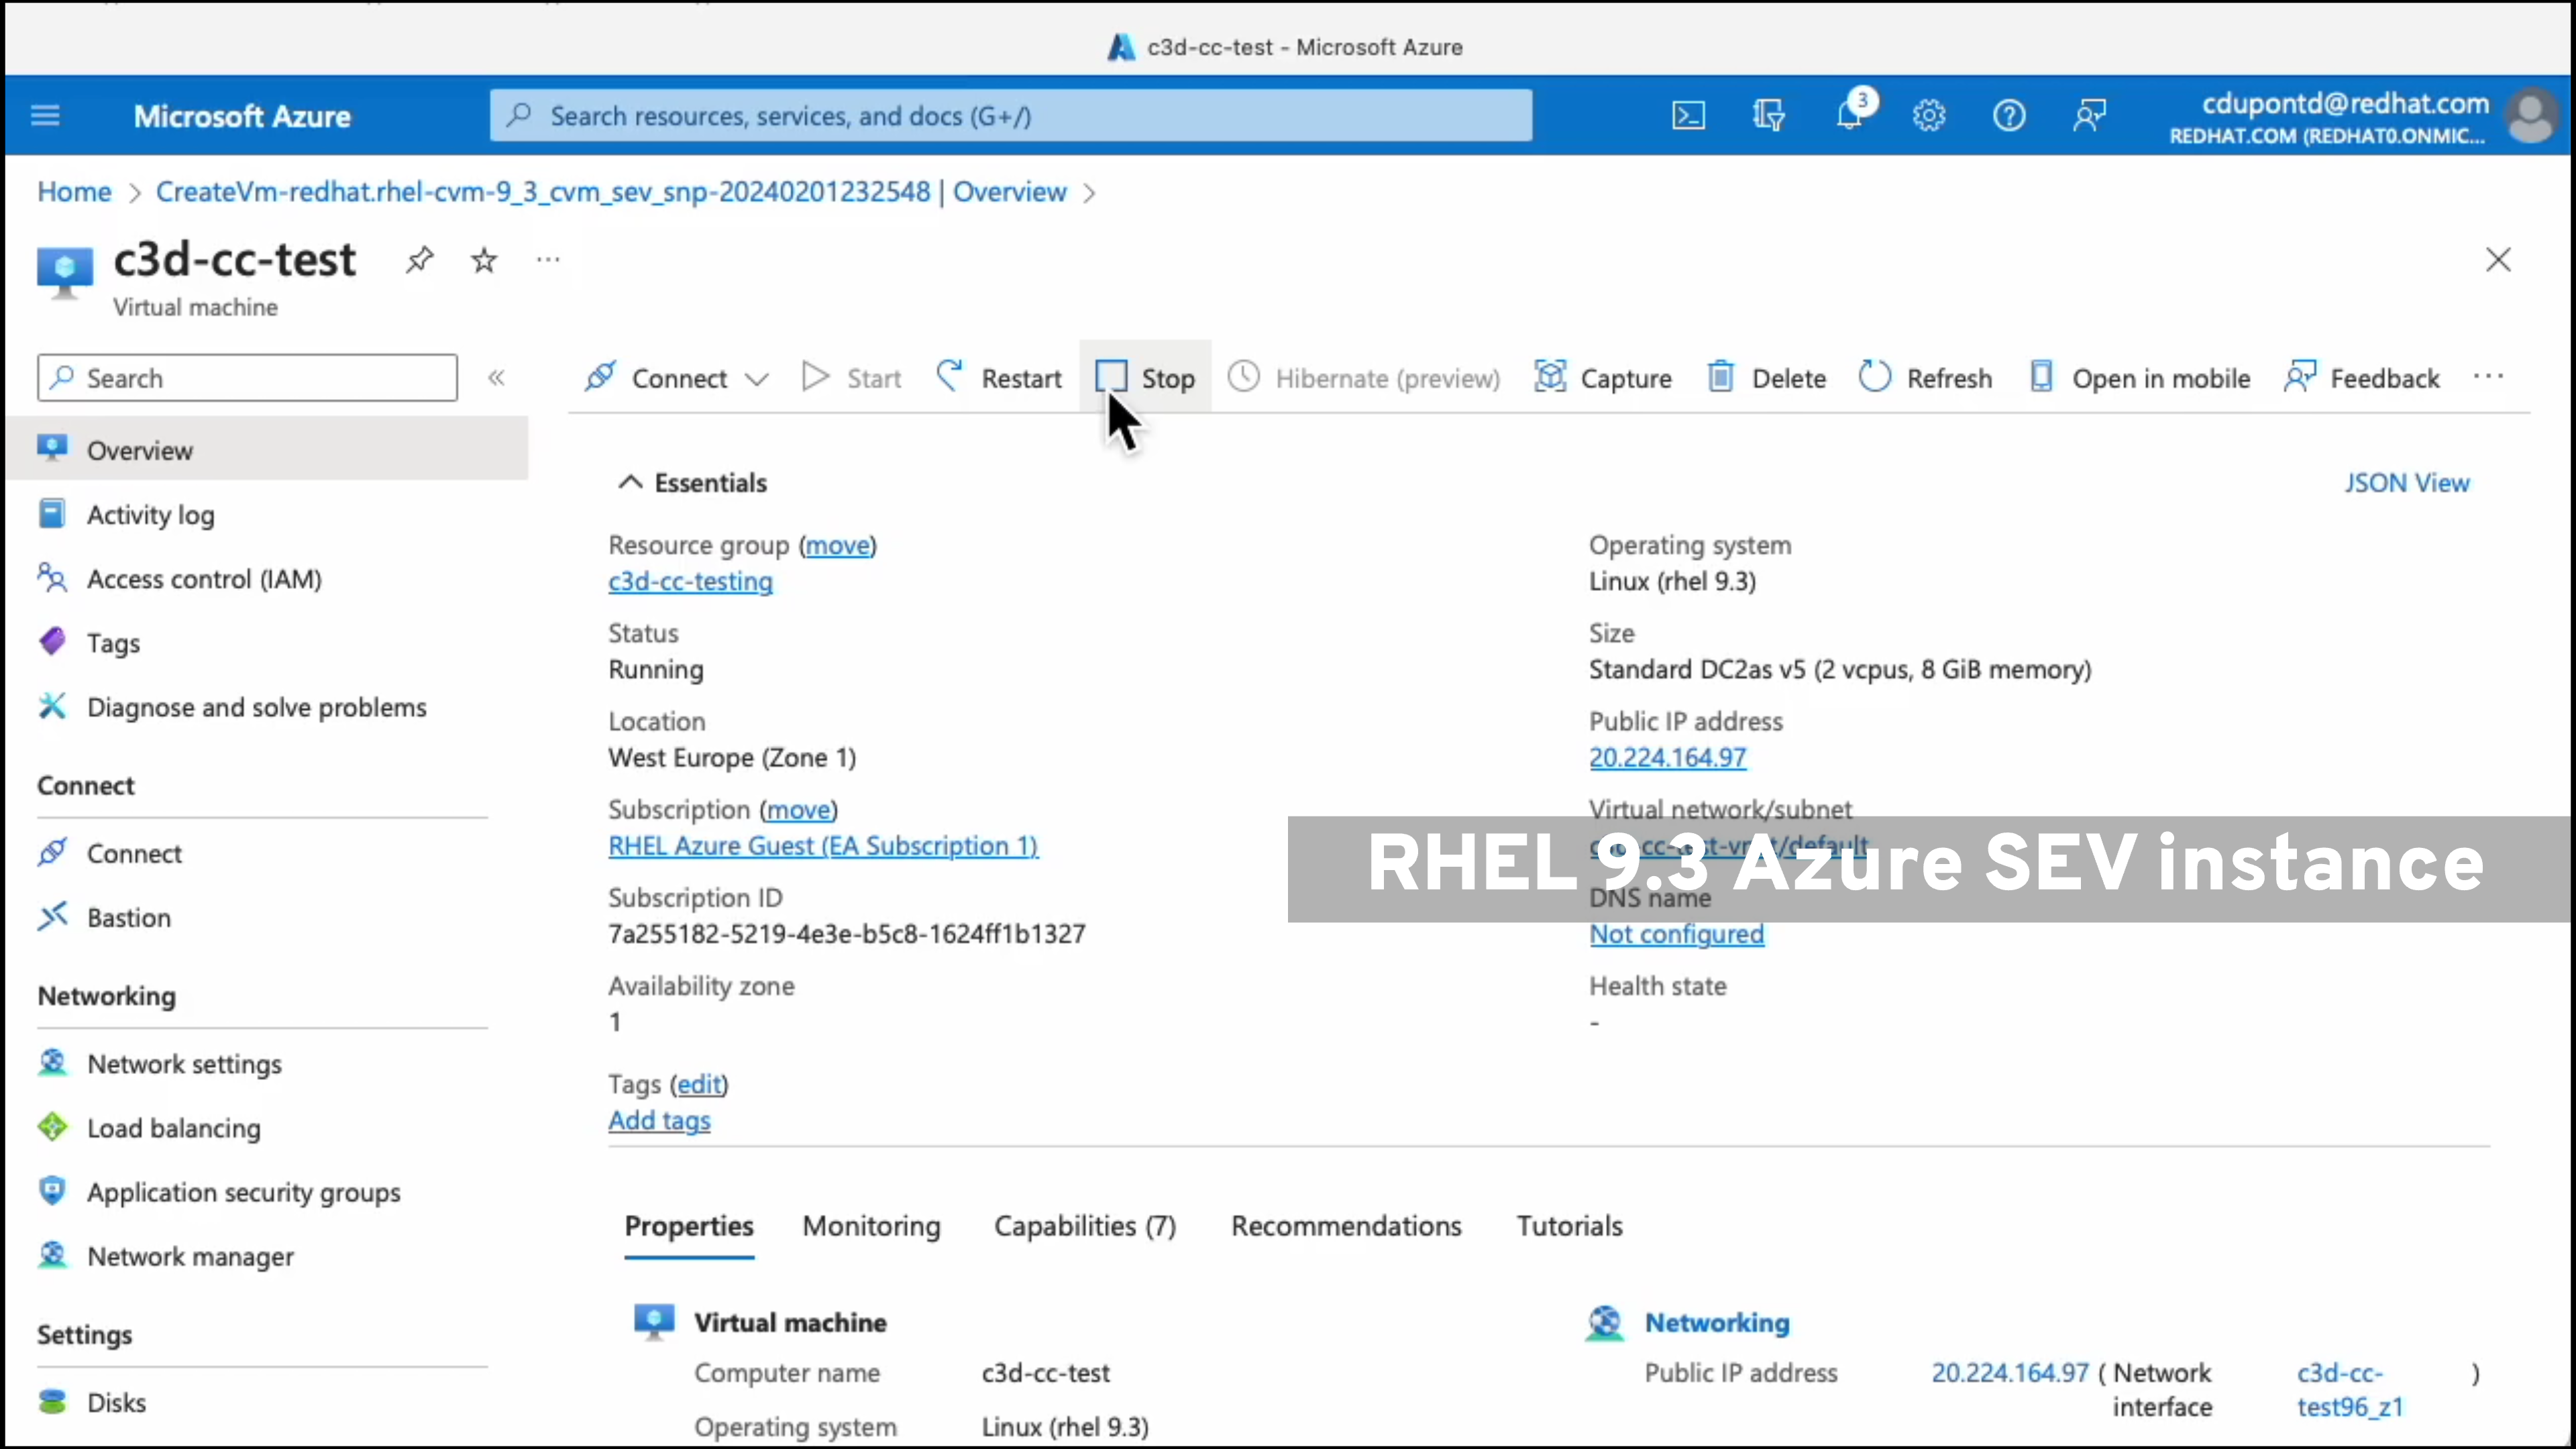 c3d-cc-test - Microsoft Azure
Microsoft Azure
Search resources, services, and docs (G+/)
3
cdupontd@redhat.com
REDHAT.COM (REDHAT0.ONMIC...
Home > CreateVm-redhat.rhel-cvm-9_3_cvm_sev_snp-20240201232548 | Overview >
c3d-cc-test
Virtual machine
Search
Connect
Start
Restart
Stop
Hibernate (preview)
Capture
Delete
Refresh
Open in mobile
Feedback
Overview
Activity log
Access control (IAM)
Tags
Diagnose and solve problems
Connect
Connect
Bastion
Networking
Network settings
Load balancing
Application security groups
Network manager
Settings
Disks
Essentials
JSON View
Resource group (move)
c3d-cc-testing
Status
Running
Location
West Europe (Zone 1)
Subscription (move)
RHEL Azure Guest (EA Subscription 1)
Subscription ID
7a255182-5219-4e3e-b5c8-1624ff1b1327
Availability zone
1
Tags (edit)
Add tags
Operating system
Linux (rhel 9.3)
Size
Standard DC2as v5 (2 vcpus, 8 GiB memory)
Public IP address
20.224.164.97
Virtual network/subnet
RHEL 9.3 Azure SEV instance
DNS name
Not configured
Health state
-
Properties
Monitoring
Capabilities (7)
Recommendations
Tutorials
Virtual machine
Computer name c3d-cc-test
Operating system Linux (rhel 9.3)
Networking
Public IP address 20.224.164.97 ( Network interface c3d-cc-test96_z1 )